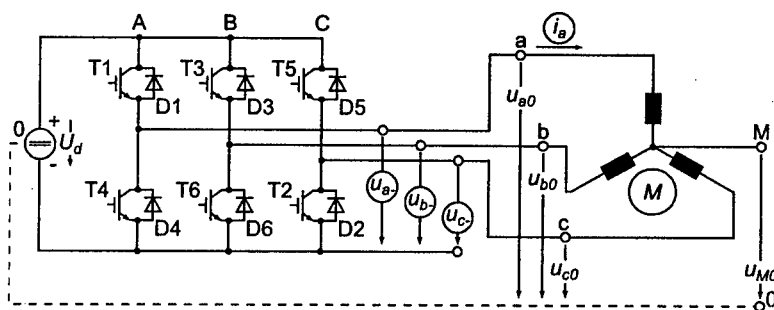 A B C
a i_a
T1 T3 T5
D1 D3 D5
u_a0
0 + U_d -
b M
u_a- u_b- u_c-
u_b0
M
T4 T6 T2
D4 D6 D2
c
u_c0
u_M0
0